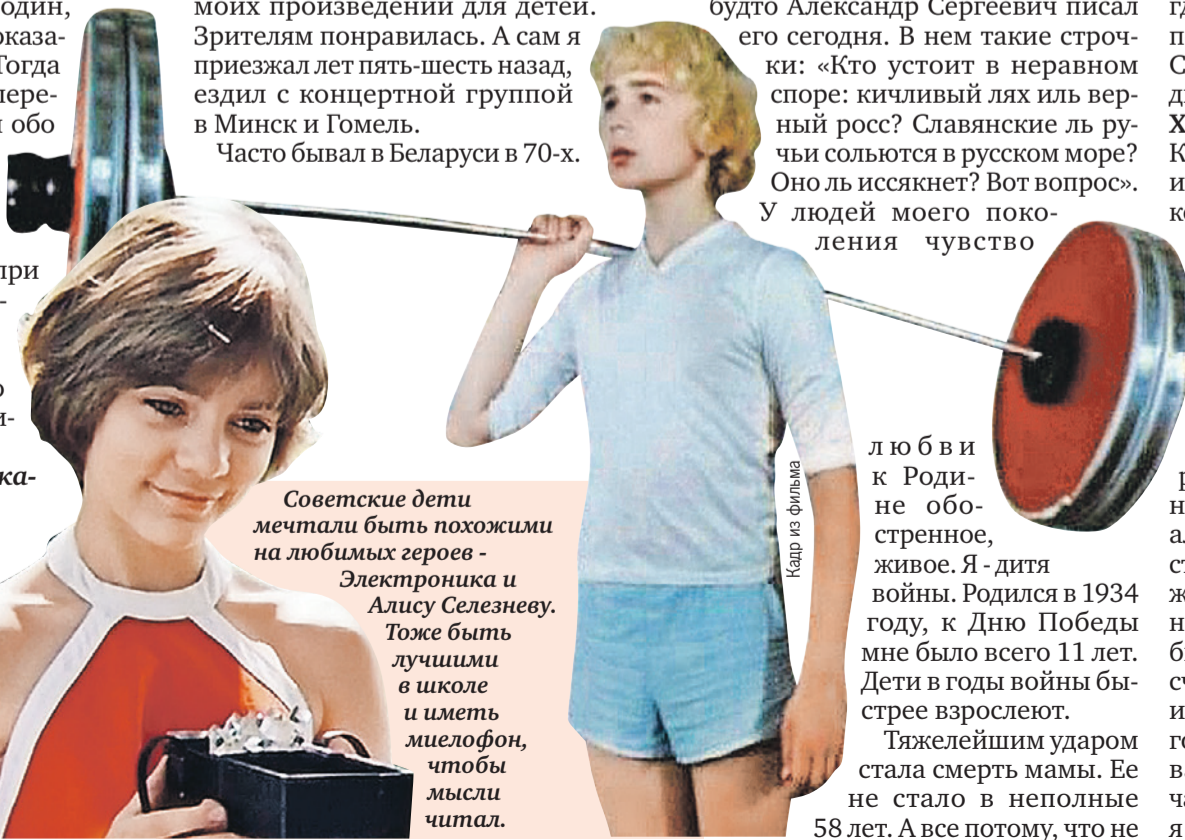 один,
оказа-
Тогда
пере-
обо
при
-
о
и-
ка-
моих произведений для детей.
Зрителям понравилась. А сам я
приезжал лет пять-шесть назад,
ездил с концертной группой
в Минск и Гомель.
Часто бывал в Беларуси в 70-х.
Советские дети
мечтали быть похожими
на любимых героев -
Электроника и
Алису Селезневу.
Тоже быть
лучшими
в школе
и иметь
миелофон,
чтобы
мысли
читал.
Кадр из фильма
будто Александр Сергеевич писал
его сегодня. В нем такие строч-
ки: «Кто устоит в неравном
споре: кичливый лях иль вер-
ный росс? Славянские ль ру-
чьи сольются в русском море?
Оно ль иссякнет? Вот вопрос».
У людей моего поко-
ления чувство
любви
к Роди-
не обо-
стренное,
живое. Я - дитя
войны. Родился в 1934
году, к Дню Победы
мне было всего 11 лет.
Дети в годы войны бы-
стрее взрослеют.
Тяжелейшим ударом
стала смерть мамы. Ее
не стало в неполные
58 лет. А все потому, что не